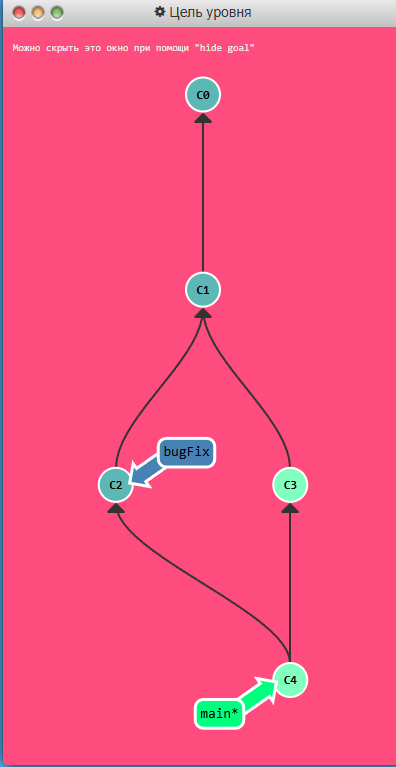 Цель уровня
Можно скрыть это окно при помощи "hide goal"
C0
C1
bugFix
C2
C3
C4
main*